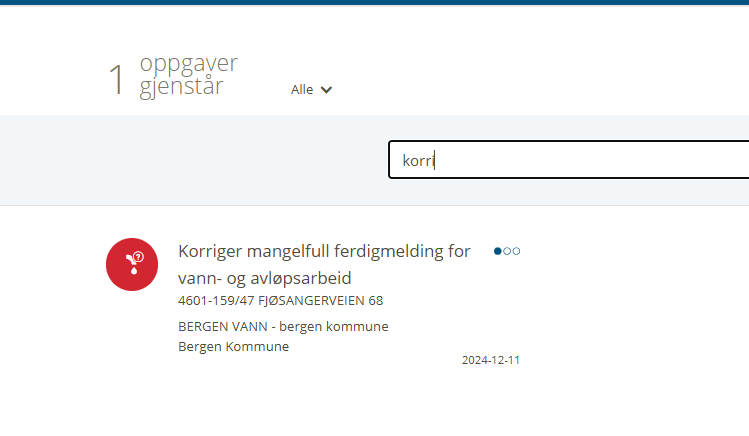 1 oppgaver
gjenstår
Alle
korri
Korriger mangelfull ferdigmelding for
vann- og avløpsarbeid
4601-159/47 FJØSANGERVEIEN 68
BERGEN VANN - bergen kommune
Bergen Kommune
2024-12-11